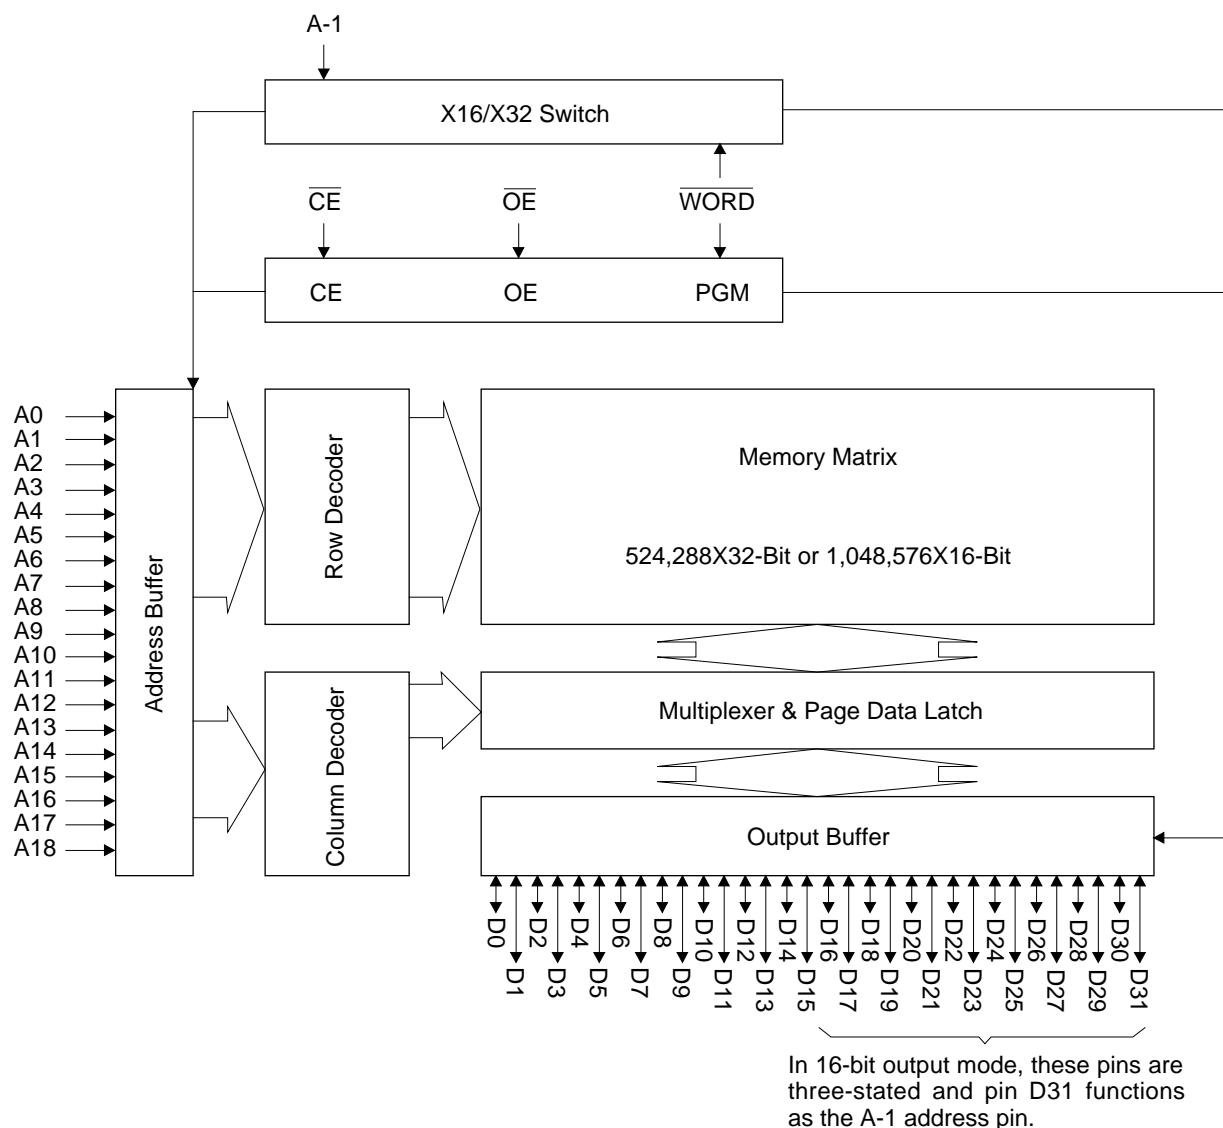 A-1
X16/X32 Switch
CE
OE
WORD
CE
OE
PGM
A0
A1
A2
A3
A4
A5
A6
A7
A8
A9
A10
A11
A12
A13
A14
A15
A16
A17
A18
Address Buffer
Row Decoder
Column Decoder
Memory Matrix
524,288X32-Bit or 1,048,576X16-Bit
Multiplexer & Page Data Latch
Output Buffer
D0
D1
D2
D3
D4
D5
D6
D7
D8
D9
D10
D11
D12
D13
D14
D15
D16
D17
D18
D19
D20
D21
D22
D23
D24
D25
D26
D27
D28
D29
D30
D31
In 16-bit output mode, these pins are
three-stated and pin D31 functions
as the A-1 address pin.